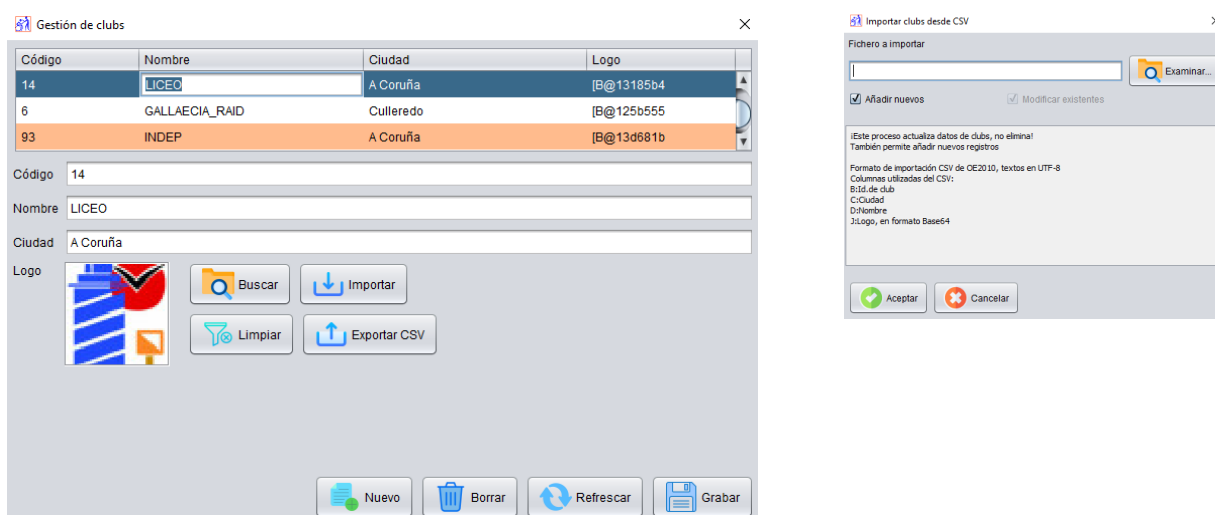 Gestión de clubs
Código Nombre Ciudad Logo
14 LICEO A Coruña [B@13185b4
6 GALLAECIA_RAID Culleredo [B@125b555
93 INDEP A Coruña [B@13d681b
Código 14
Nombre LICEO
Ciudad A Coruña
Logo
Buscar Importar
Limpiar Exportar CSV
Nuevo Borrar Refrescar Grabar
Importar clubs desde CSV
Fichero a importar
Examinar...
Añadir nuevos Modificar existentes
¡Este proceso actualiza datos de clubs, no elimina!
También permite añadir nuevos registros
Formato de importación CSV de OE2010, textos en UTF-8
Columnas utilizadas del CSV:
B:Id.de club
C:Ciudad
D:Nombre
J:Logo, en formato Base64
Aceptar Cancelar